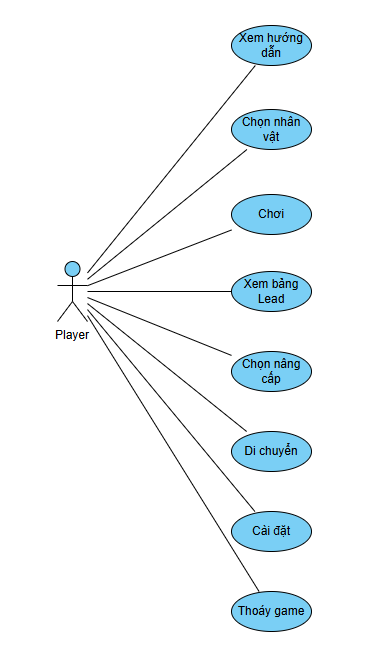 Xem hướng
dẫn
Chọn nhân
vật
Chơi
Xem bảng
Lead
Player
Chọn nâng
cấp
Di chuyển
Cải đặt
Thoáy game